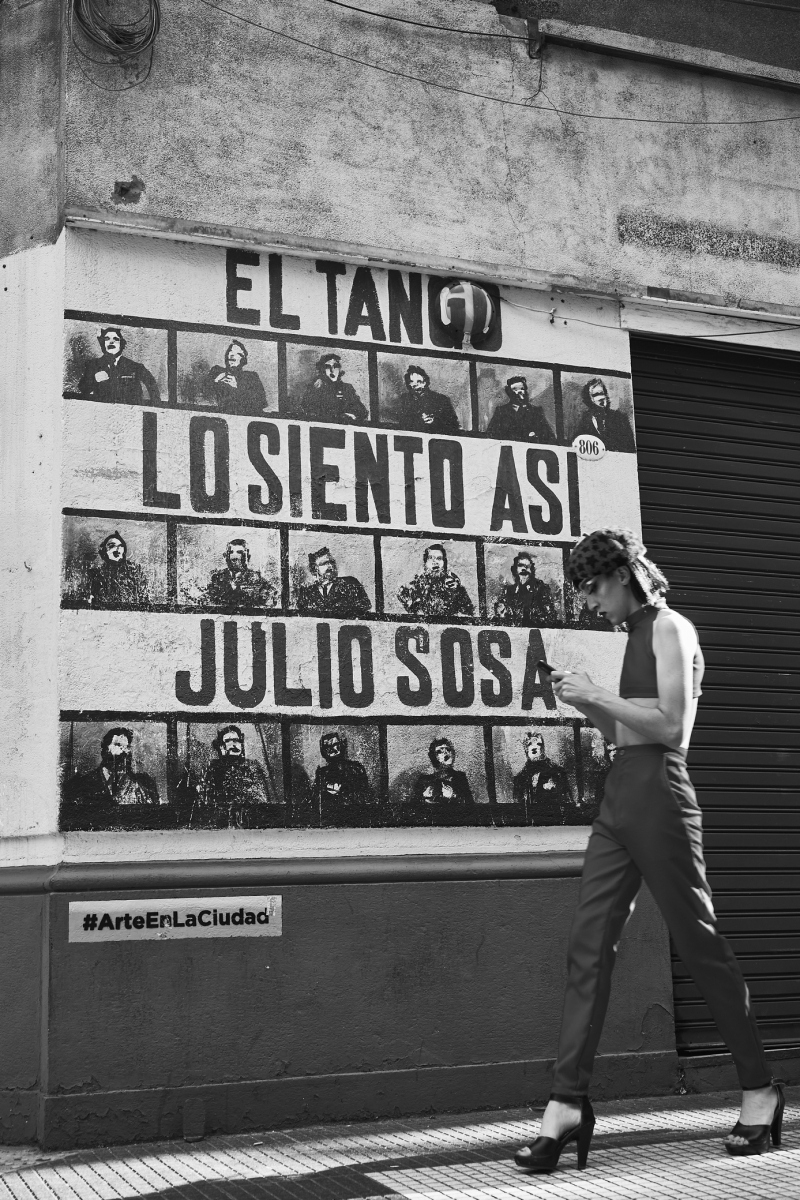 EL TANGO
LO SIENTO ASI
806
JULIO SOSA
#ArteEnLaCiudad